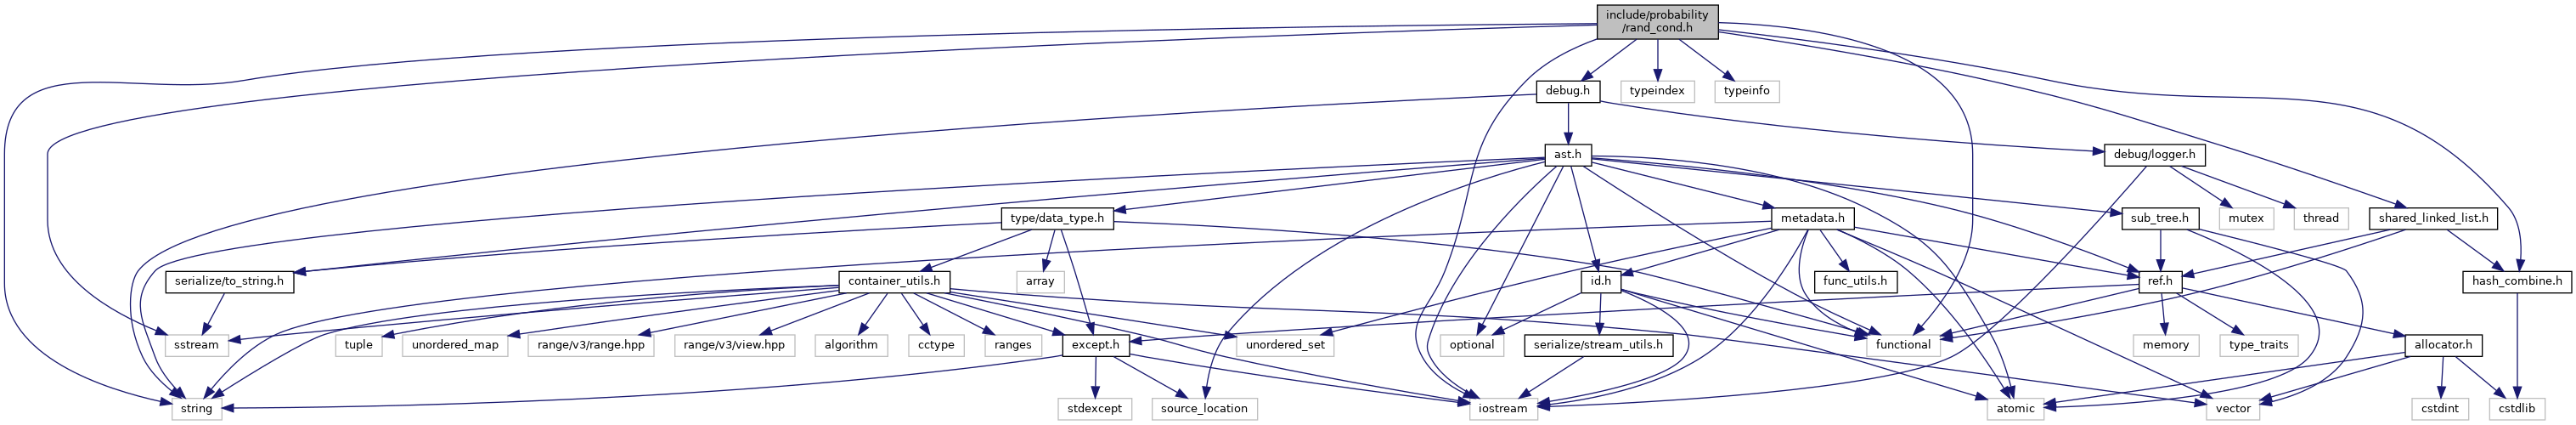 include/probability
/rand_cond.h
debug.h
typeindex
typeinfo
ast.h
debug/logger.h
type/data_type.h
metadata.h
sub_tree.h
mutex
thread
shared_linked_list.h
serialize/to_string.h
container_utils.h
array
id.h
func_utils.h
ref.h
hash_combine.h
sstream
tuple
unordered_map
range/v3/range.hpp
range/v3/view.hpp
algorithm
cctype
ranges
except.h
unordered_set
optional
serialize/stream_utils.h
functional
memory
type_traits
allocator.h
string
stdexcept
source_location
iostream
atomic
vector
cstdint
cstdlib